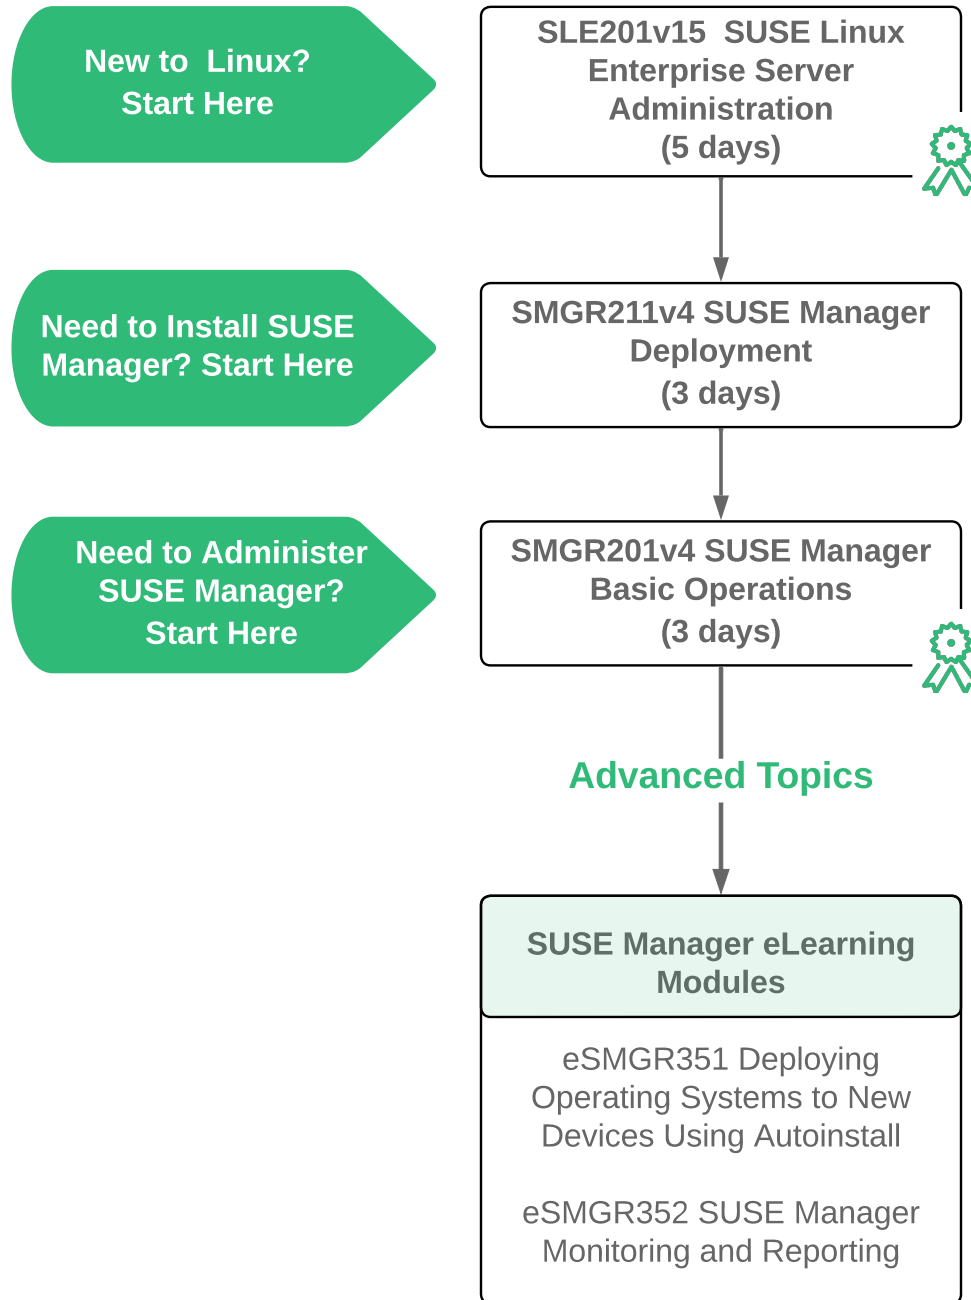 New to Linux?
Start Here
SLE201v15 SUSE Linux
Enterprise Server
Administration
(5 days)
Need to Install SUSE
Manager? Start Here
SMGR211v4 SUSE Manager
Deployment
(3 days)
Need to Administer
SUSE Manager?
Start Here
SMGR201v4 SUSE Manager
Basic Operations
(3 days)
Advanced Topics
SUSE Manager eLearning
Modules
eSMGR351 Deploying
Operating Systems to New
Devices Using Autoinstall
eSMGR352 SUSE Manager
Monitoring and Reporting